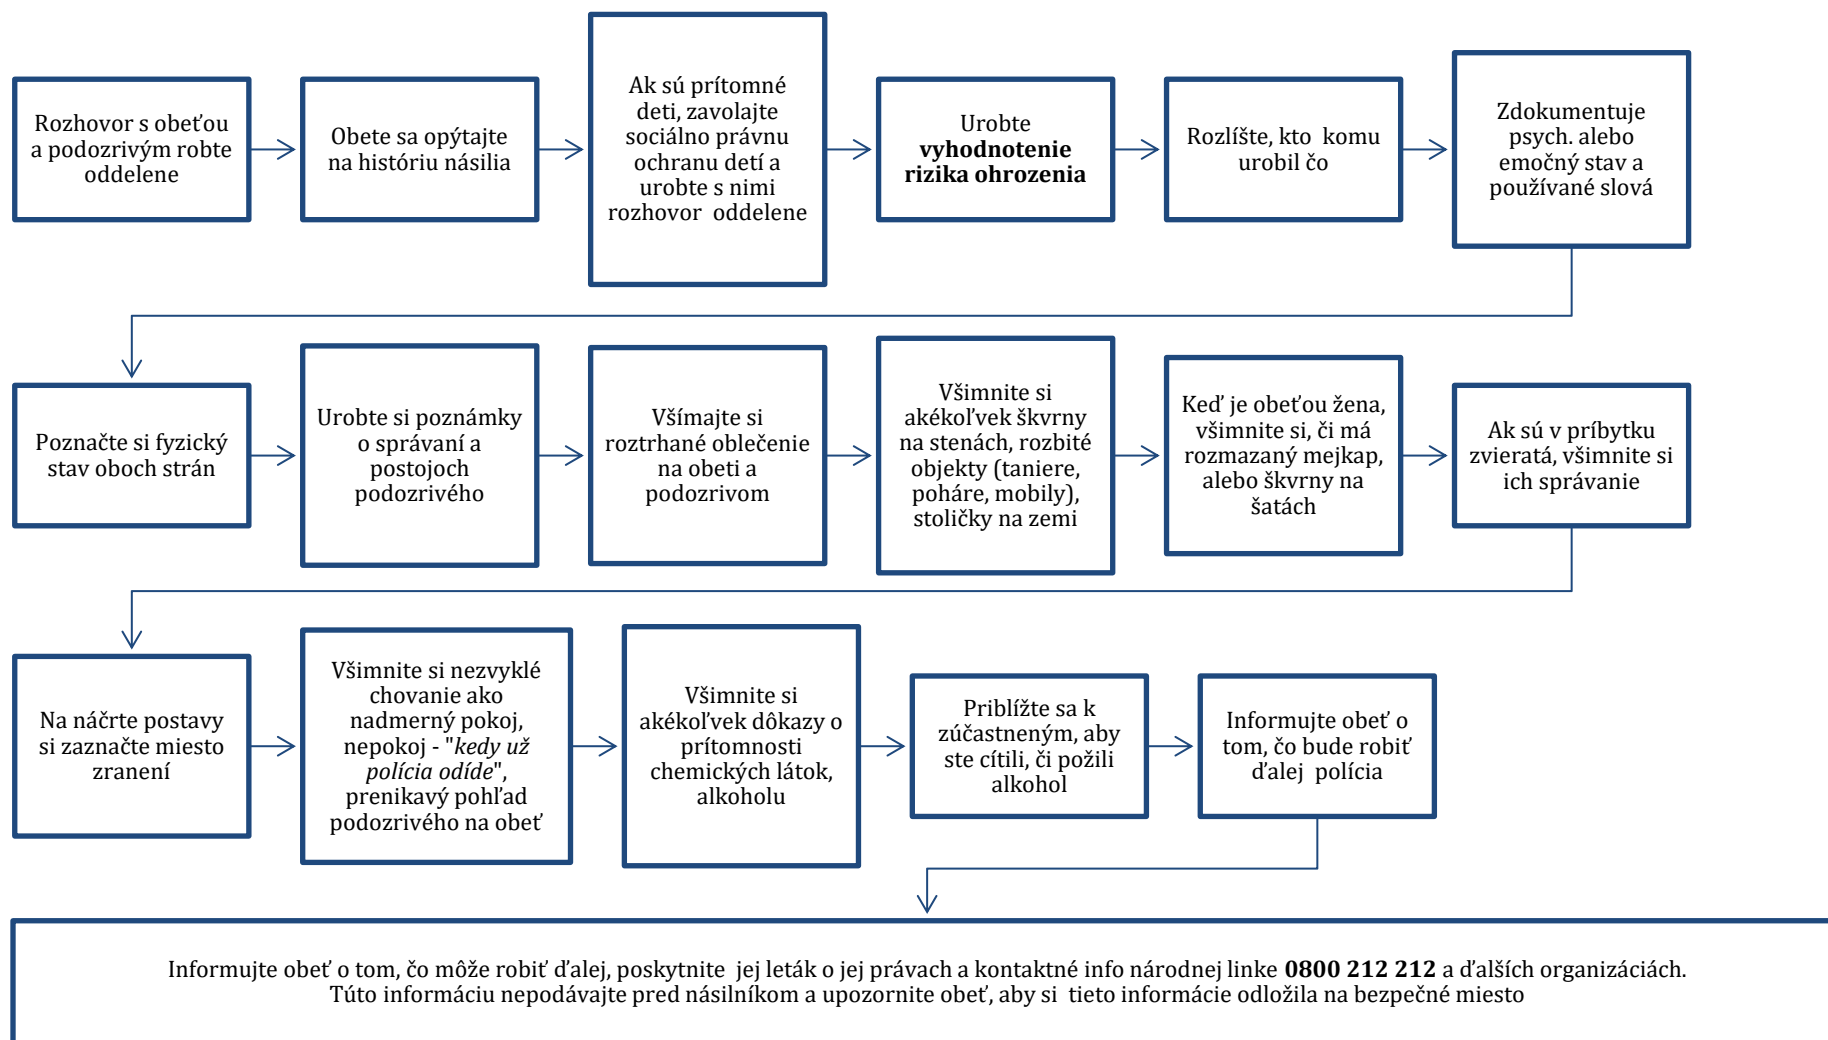 Rozhovor s obeťou
a podozrivým robte
oddelene
Obete sa opýtajte
na históriu násilia
Ak sú prítomné
deti, zavolajte
sociálno právnu
ochranu detí a
urobte s nimi
rozhovor oddelene
Urobte
vyhodnotenie
rizika ohrozenia
Rozlíšte, kto komu
urobil čo
Zdokumentuje
psych. alebo
emočný stav a
používané slová
Poznačte si fyzický
stav oboch strán
Urobte si poznámky
o správaní a
postojoch
podozrivého
Všímajte si
roztrhané oblečenie
na obeti a
podozrivom
Všimnite si
akékoľvek škvrny
na stenách, rozbité
objekty (taniere,
poháre, mobily),
stoličky na zemi
Keď je obeťou žena,
všimnite si, či má
rozmazaný mejkap,
alebo škvrny na
šatách
Ak sú v príbytku
zvieratá, všimnite si
ich správanie
Na náčrte postavy
si zaznačte miesto
zranení
Všimnite si nezvyklé
chovanie ako
nadmerný pokoj,
nepokoj - "kedy už
polícia odíde",
prenikavý pohľad
podozrivého na obeť
Všimnite si
akékoľvek dôkazy o
prítomnosti
chemických látok,
alkoholu
Priblížte sa k
zúčastneným, aby
ste cítili, či požili
alkohol
Informujte obeť o
tom, čo bude robiť
ďalej polícia
Informujte obeť o tom, čo môže robiť ďalej, poskytnite jej leták o jej právach a kontaktné info národnej linke 0800 212 212 a ďalších organizáciách.
Túto informáciu nepodávajte pred násilníkom a upozornite obeť, aby si tieto informácie odložila na bezpečné miesto